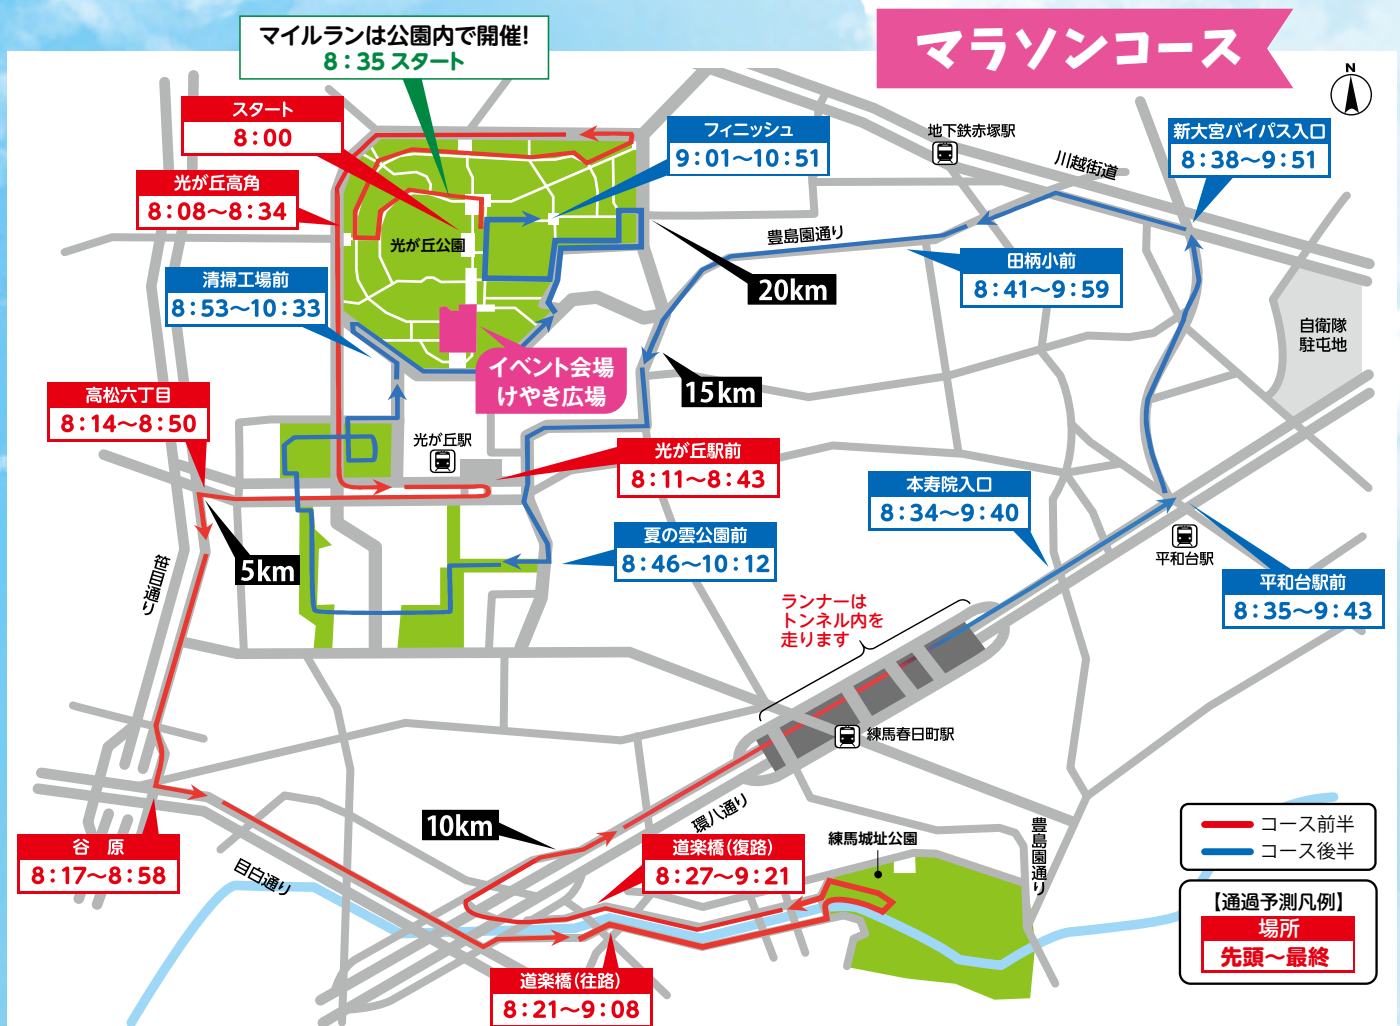 マラソンコース
N
マイルランは公園内で開催!
8:35 スタート
スタート
8:00
フィニッシュ
9:01〜10:51
地下鉄赤塚駅
川越街道
新大宮バイパス入口
8:38〜9:51
光が丘高角
8:08〜8:34
光が丘公園
豊島園通り
田柄小前
8:41〜9:59
清掃工場前
8:53〜10:33
20km
自衛隊
駐屯地
イベント会場
けやき広場
15km
高松六丁目
8:14〜8:50
光が丘駅
光が丘駅前
8:11〜8:43
本寿院入口
8:34〜9:40
夏の雲公園前
8:46〜10:12
5km
笹目通り
平和台駅
平和台駅前
8:35〜9:43
ランナーは
トンネル内を
走ります
練馬春日町駅
10km
環八通り
谷 原
8:17〜8:58
目白通り
道楽橋(復路)
8:27〜9:21
練馬城址公園
豊島園通り
道楽橋(往路)
8:21〜9:08
コース前半
コース後半
【通過予測凡例】
場所
先頭〜最終